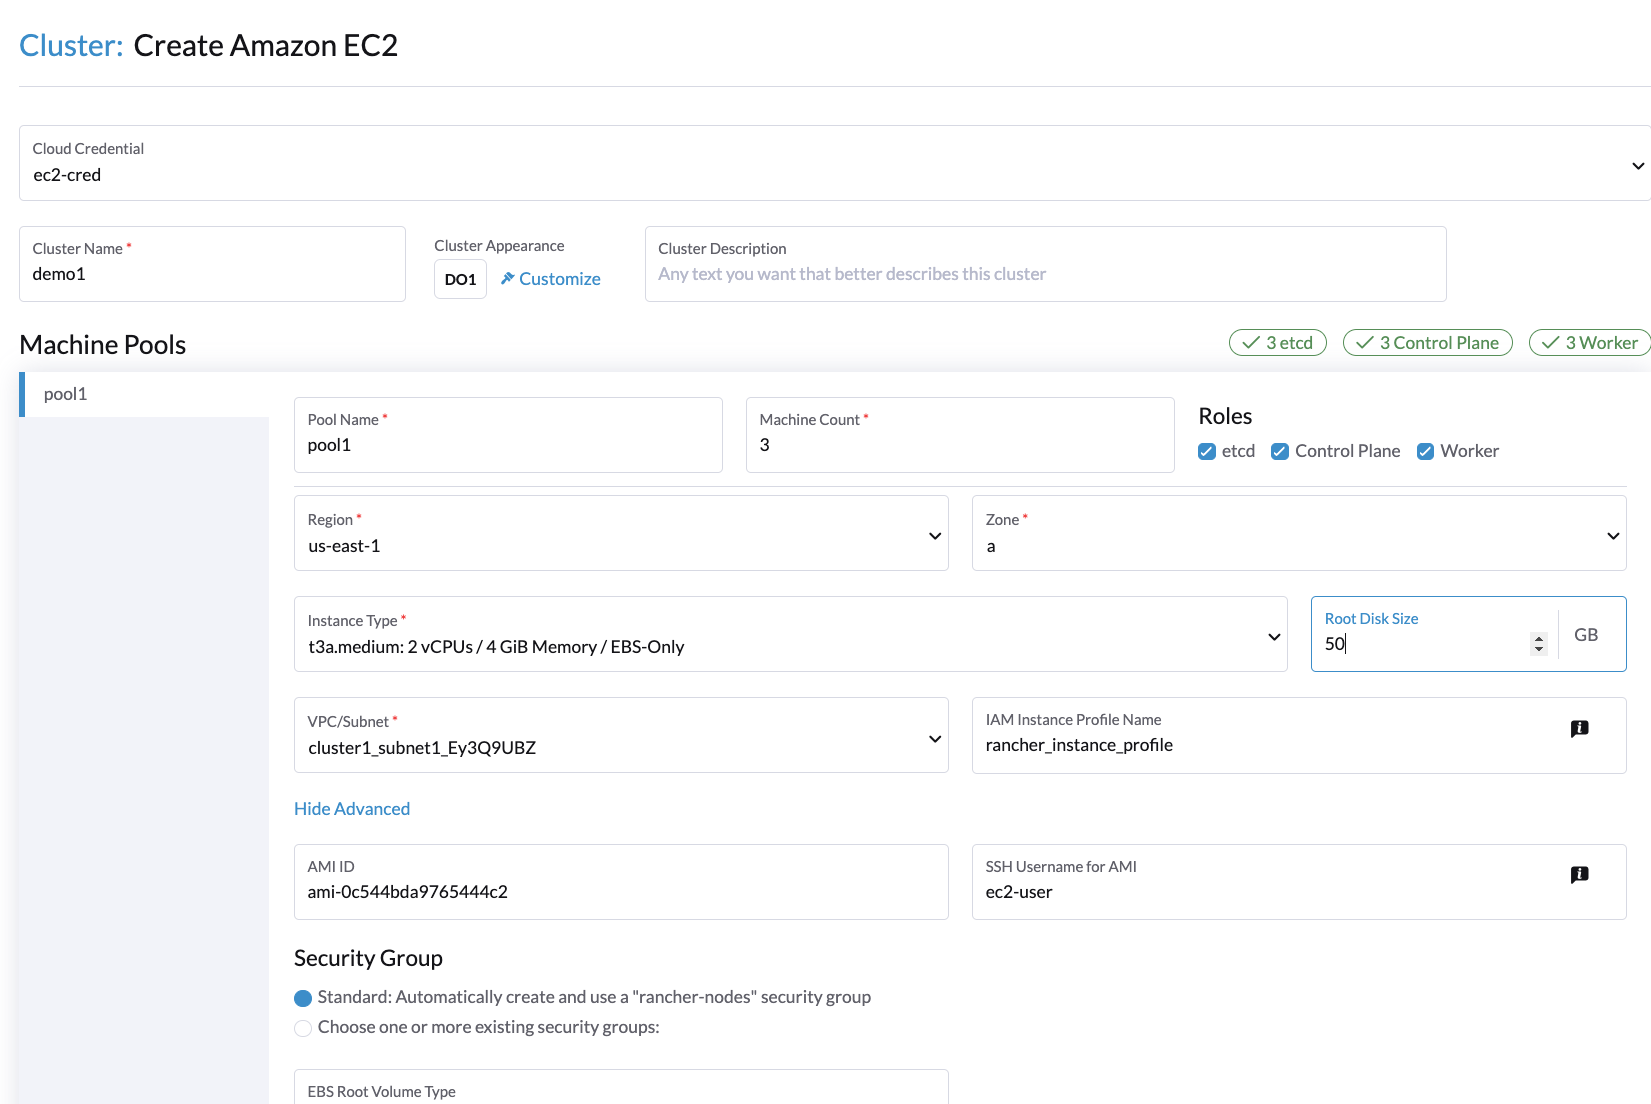 Cluster: Create Amazon EC2
Cloud Credential
ec2-cred
Cluster Name *
demo1
Cluster Appearance
DO1 Customize
Cluster Description
Any text you want that better describes this cluster
Machine Pools
3 etcd
3 Control Plane
3 Worker
pool1
Pool Name *
pool1
Machine Count *
3
Roles
etcd Control Plane Worker
Region *
us-east-1
Zone *
a
Instance Type *
t3a.medium: 2 vCPUs / 4 GiB Memory / EBS-Only
Root Disk Size
50
GB
VPC/Subnet *
cluster1_subnet1_Ey3Q9UBZ
IAM Instance Profile Name
rancher_instance_profile
Hide Advanced
AMI ID
ami-0c544bda9765444c2
SSH Username for AMI
ec2-user
Security Group
Standard: Automatically create and use a "rancher-nodes" security group
Choose one or more existing security groups:
EBS Root Volume Type